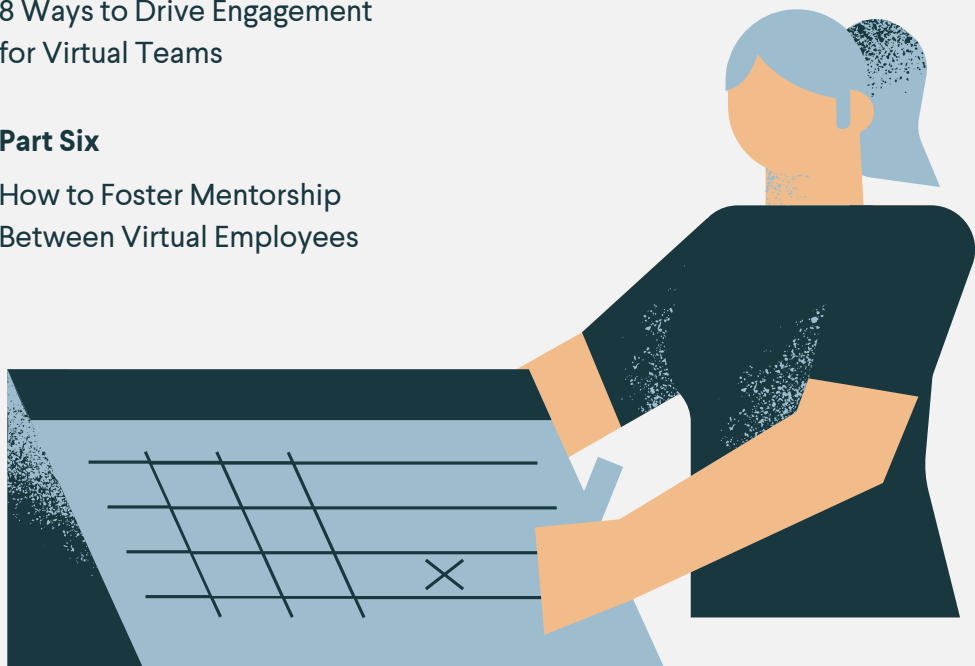 8 Ways to Drive Engagement
for Virtual Teams
Part Six
How to Foster Mentorship
Between Virtual Employees